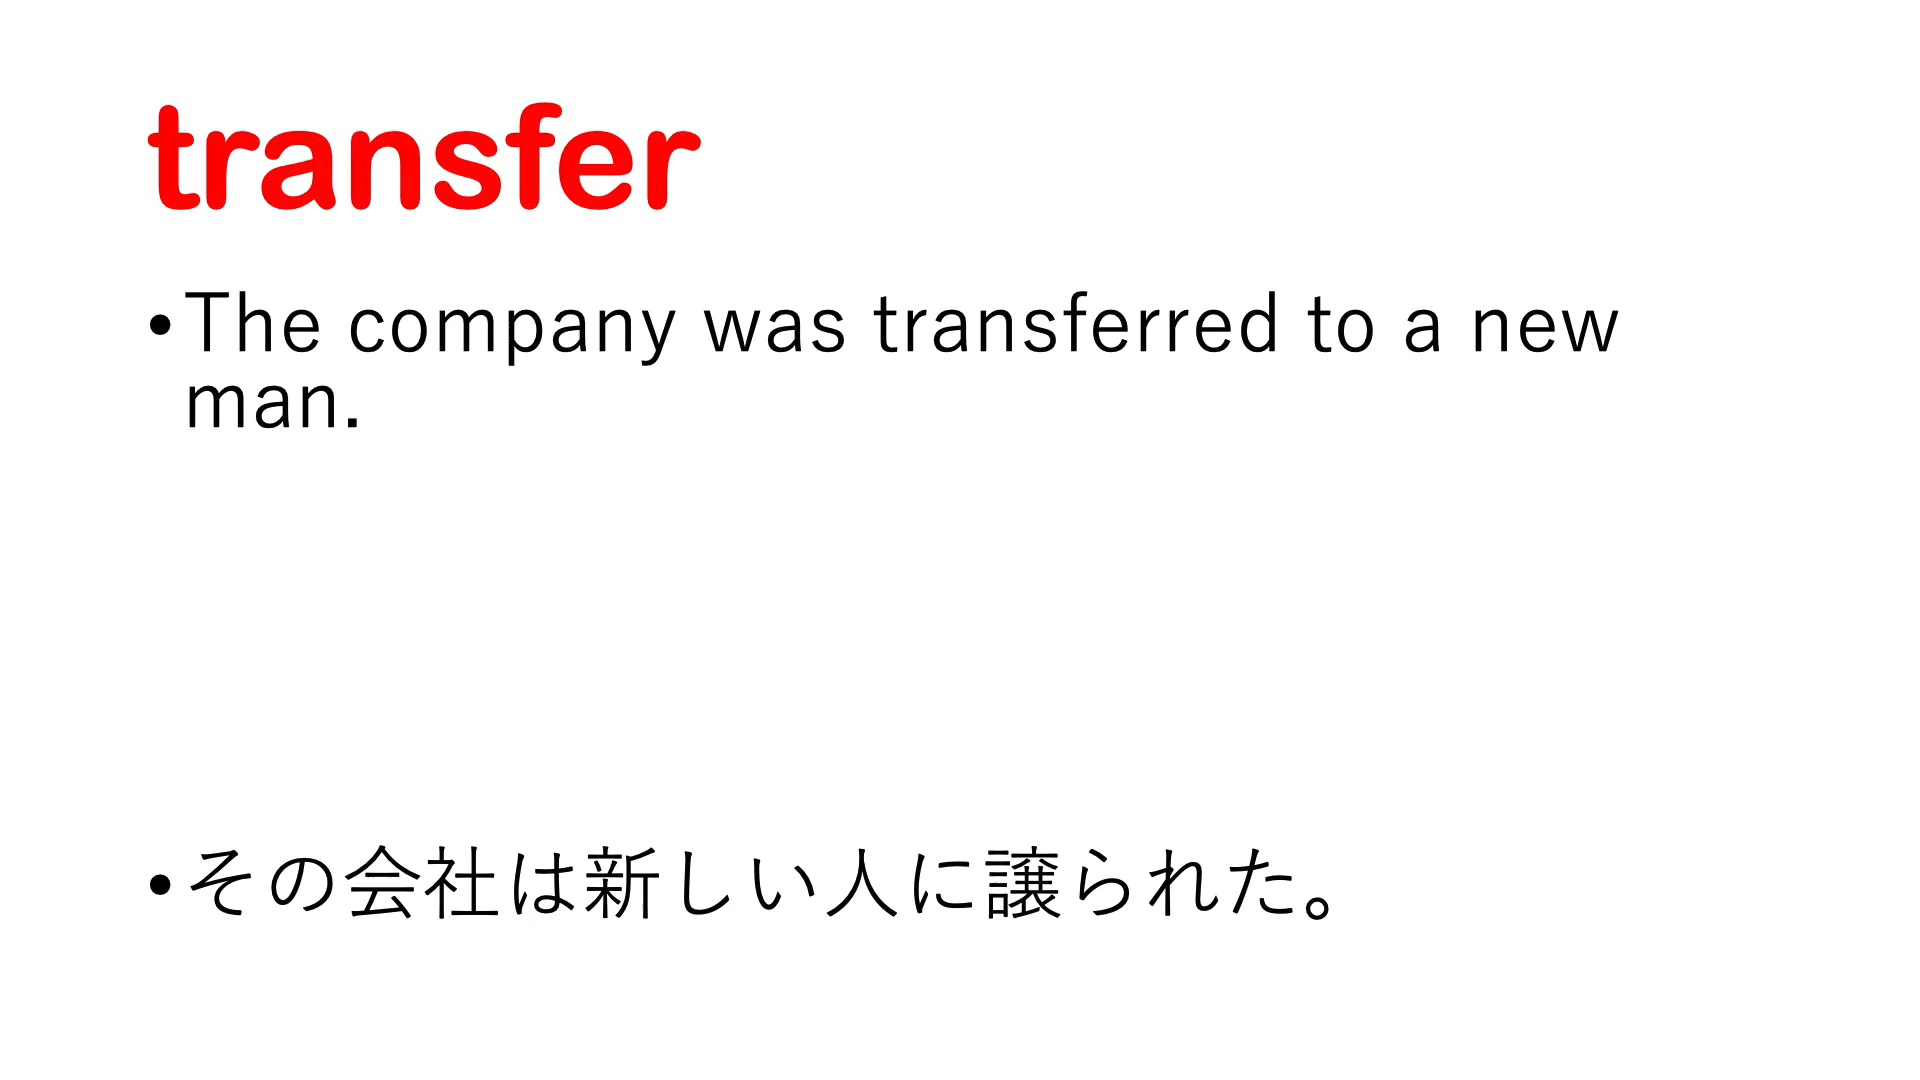 transfer
•The company was transferred to a new
man.
•その会社は新しい人に譲られた。